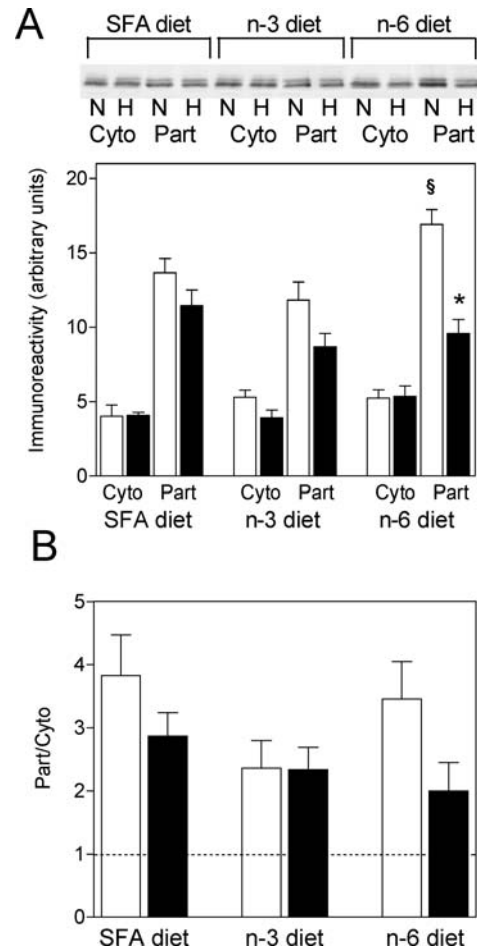 A
SFA diet n-3 diet n-6 diet
N H N H N H N H N H N H
Cyto Part Cyto Part Cyto Part
Immunoreactivity (arbitrary units)
20
15
10
5
0
§
*
Cyto Part Cyto Part Cyto Part
SFA diet n-3 diet n-6 diet
B
Part/Cyto
5
4
3
2
1
0
SFA diet n-3 diet n-6 diet